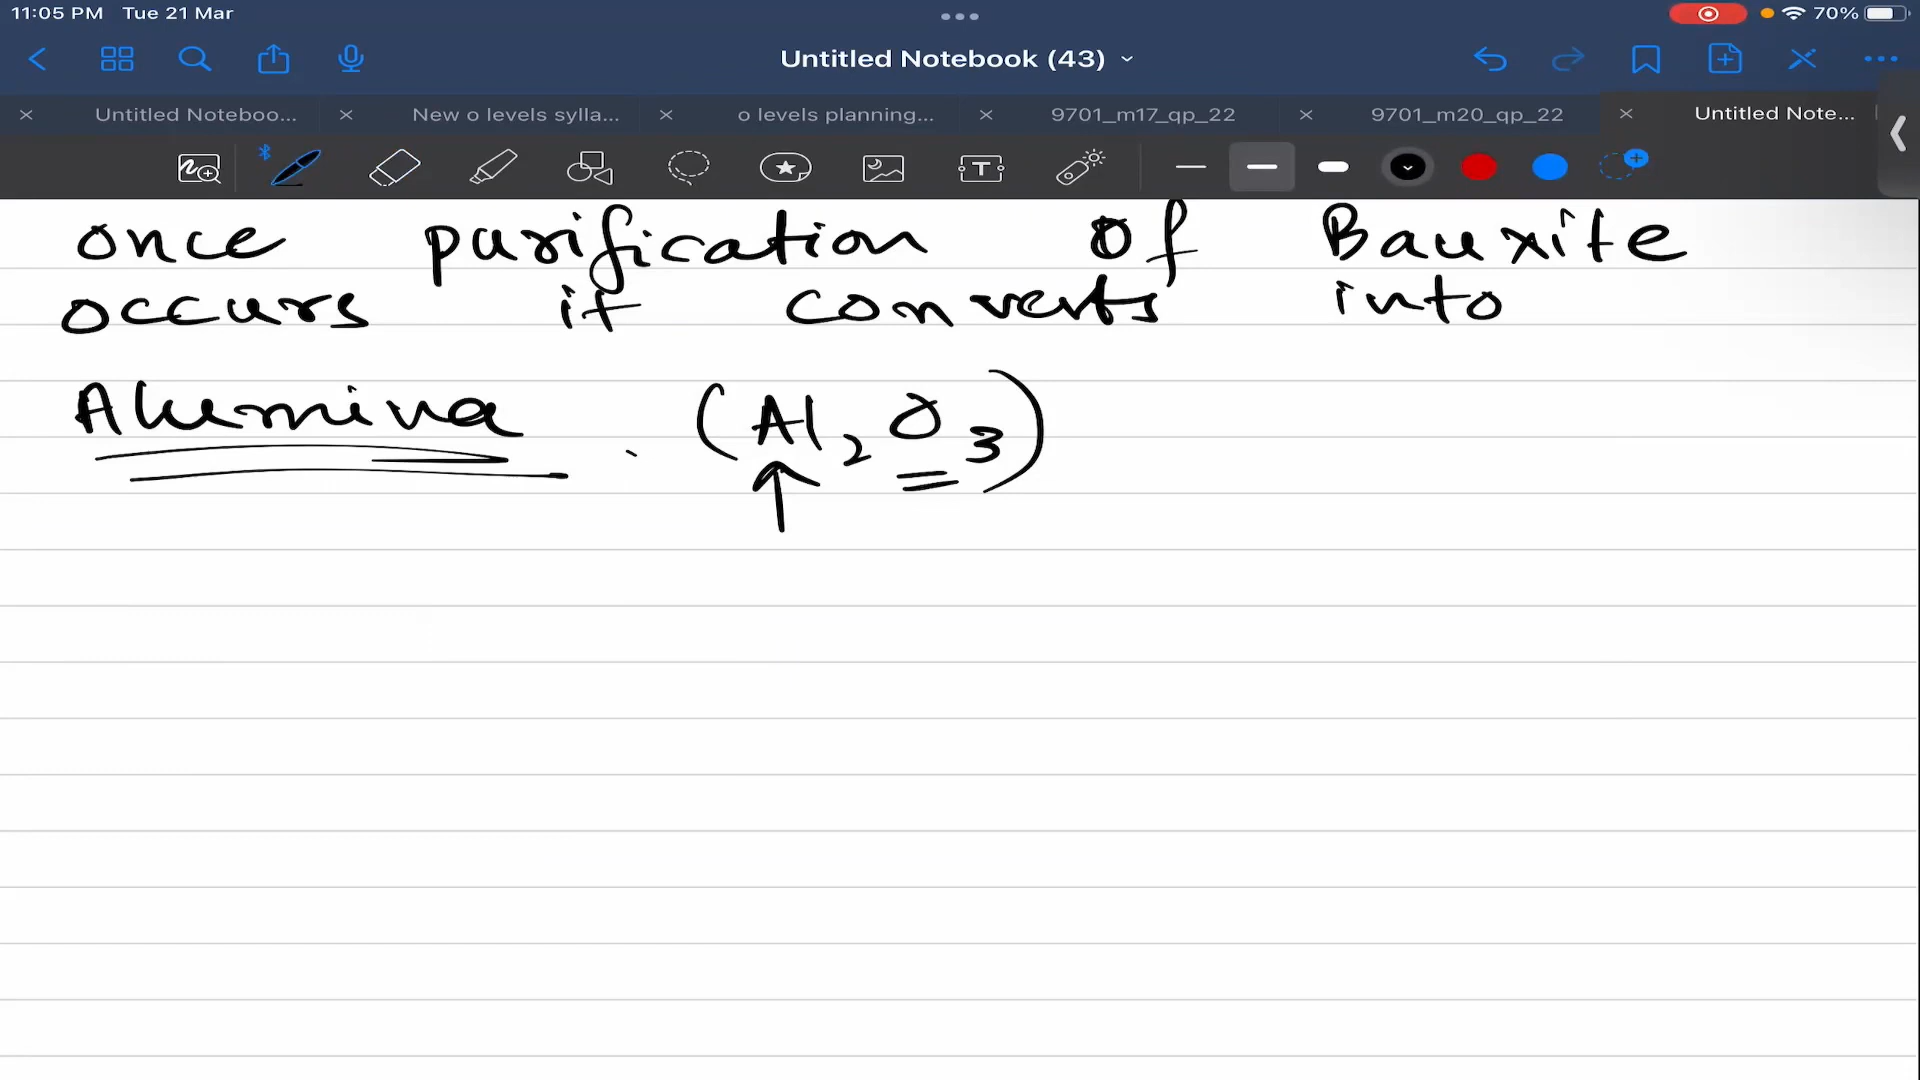 11:05 PM Tue 21 Mar
70%
Untitled Notebook (43)
Untitled Noteboo...
New o levels sylla...
o levels planning...
9701_m17_qp_22
9701_m20_qp_22
Untitled Note...
once purification of Bauxite
occurs it converts into
Alumina . (Al₂O₃)